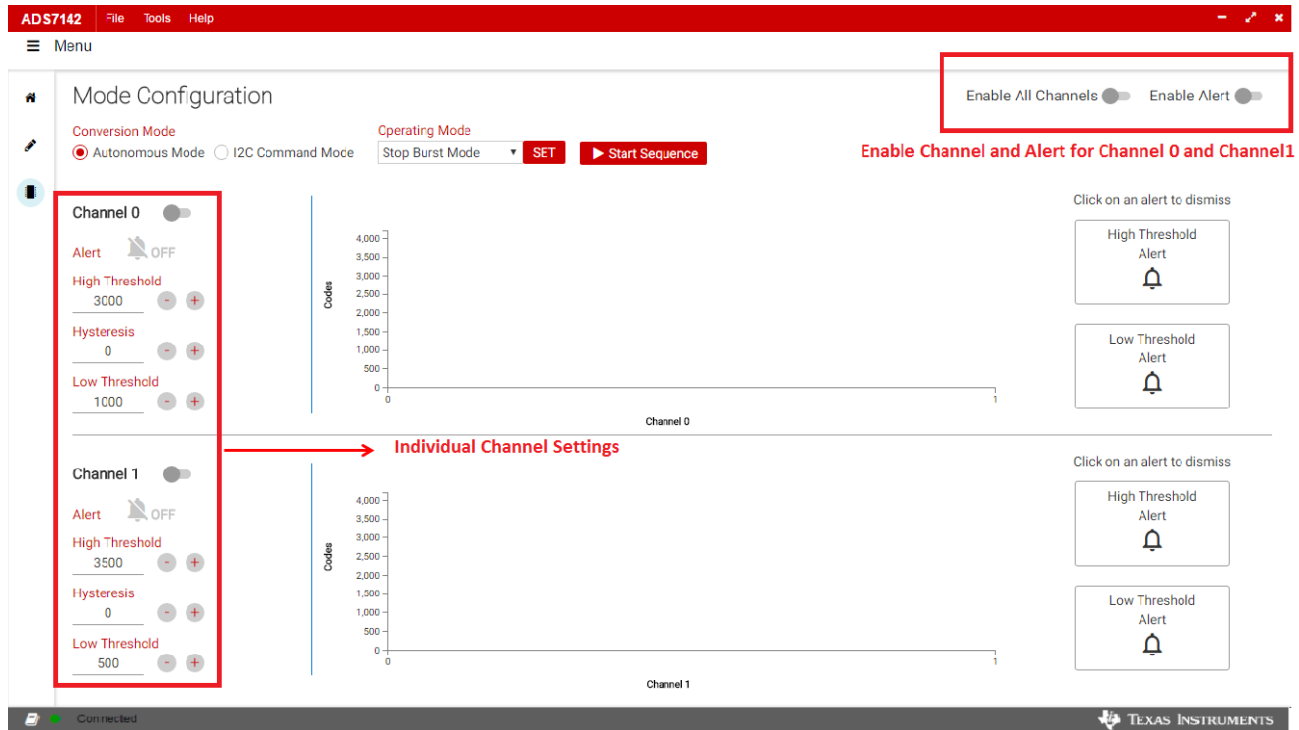 ADS7142 File Tools Help
Menu
Mode Configuration
Enable All Channels Enable Alert
Conversion Mode
Operating Mode
Autonomous Mode I2C Command Mode
Stop Burst Mode SET Start Sequence
Enable Channel and Alert for Channel 0 and Channel1
Channel 0
Alert OFF
High Threshold
3000 - +
Hysteresis
0 - +
Low Threshold
1000 - +
Codes
4,000
3,500
3,000
2,500
2,000
1,500
1,000
500
0
0 1
Channel 0
Click on an alert to dismiss
High Threshold
Alert
Low Threshold
Alert
Individual Channel Settings
Channel 1
Alert OFF
High Threshold
3500 - +
Hysteresis
0 - +
Low Threshold
500 - +
Codes
4,000
3,500
3,000
2,500
2,000
1,500
1,000
500
0
0 1
Channel 1
Click on an alert to dismiss
High Threshold
Alert
Low Threshold
Alert
Connected
TEXAS INSTRUMENTS